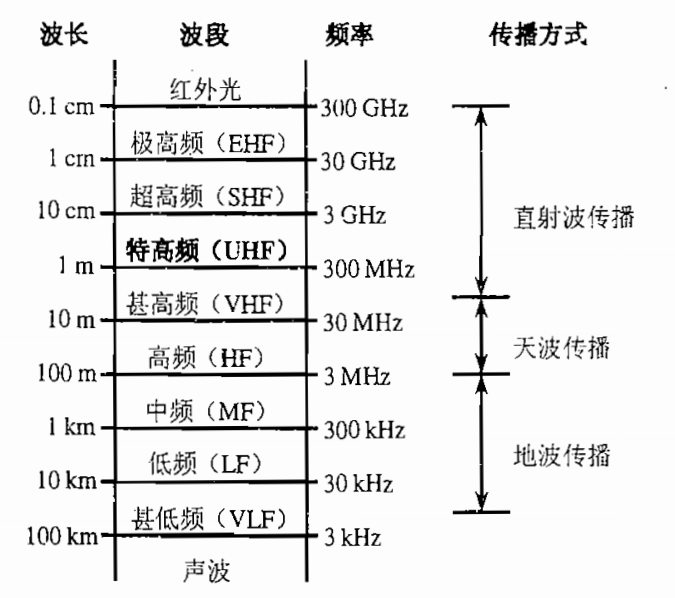 波长 波段 频率 传播方式
红外光
0.1 cm 300 GHz
极高频（EHF）
1 cm 30 GHz
超高频（SHF）
10 cm 3 GHz
直射波传播
特高频（UHF）
1 m 300 MHz
甚高频（VHF）
10 m 30 MHz
天波传播
高频（HF）
100 m 3 MHz
中频（MF）
1 km 300 kHz
地波传播
低频（LF）
10 km 30 kHz
甚低频（VLF）
100 km 3 kHz
声波